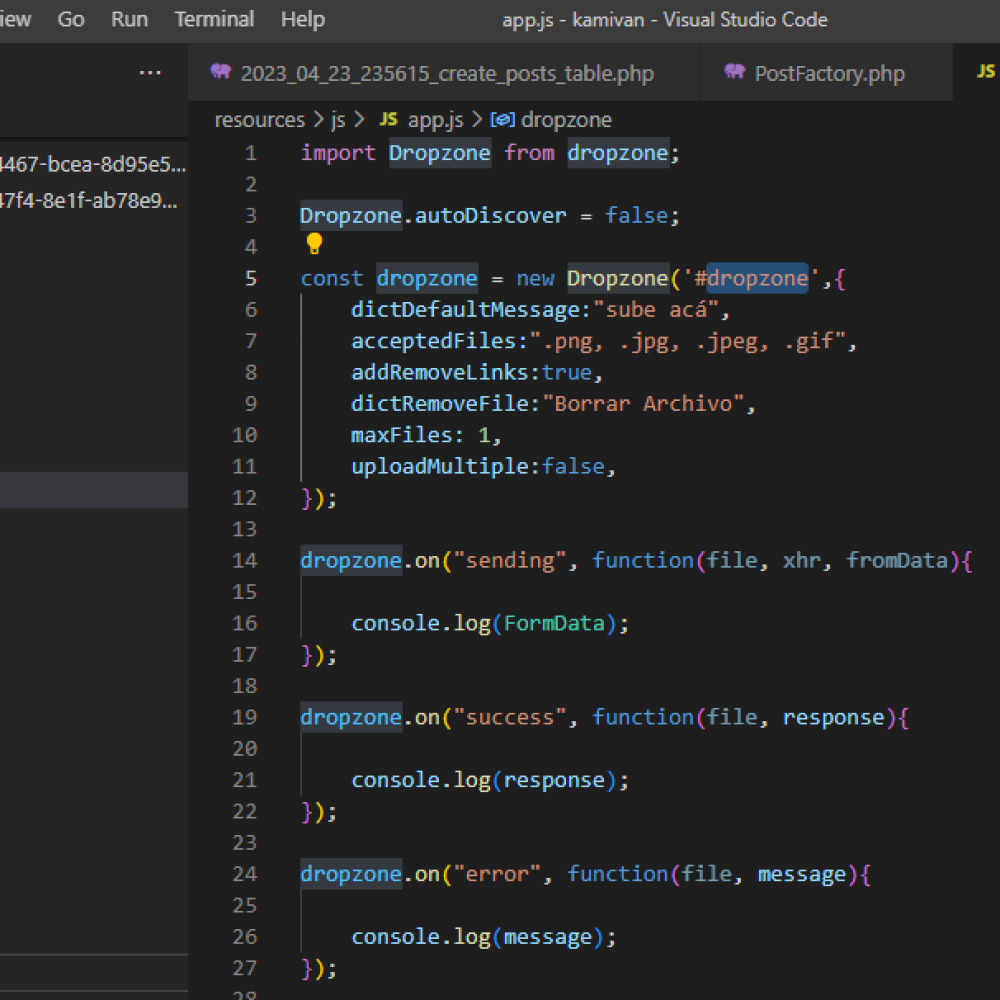 iew Go Run Terminal Help app.js - kamivan - Visual Studio Code
... 2023_04_23_235615_create_posts_table.php PostFactory.php JS
resources > js > JS app.js > dropzone
4467-bcea-8d95e5...
47f4-8e1f-ab78e9...
1 import Dropzone from dropzone;
2
3 Dropzone.autoDiscover = false;
4
5 const dropzone = new Dropzone('#dropzone',{
6 dictDefaultMessage:"sube acá",
7 acceptedFiles:".png, .jpg, .jpeg, .gif",
8 addRemoveLinks:true,
9 dictRemoveFile:"Borrar Archivo",
10 maxFiles: 1,
11 uploadMultiple:false,
12 });
13
14 dropzone.on("sending", function(file, xhr, fromData){
15
16 console.log(FormData);
17 });
18
19 dropzone.on("success", function(file, response){
20
21 console.log(response);
22 });
23
24 dropzone.on("error", function(file, message){
25
26 console.log(message);
27 });
28